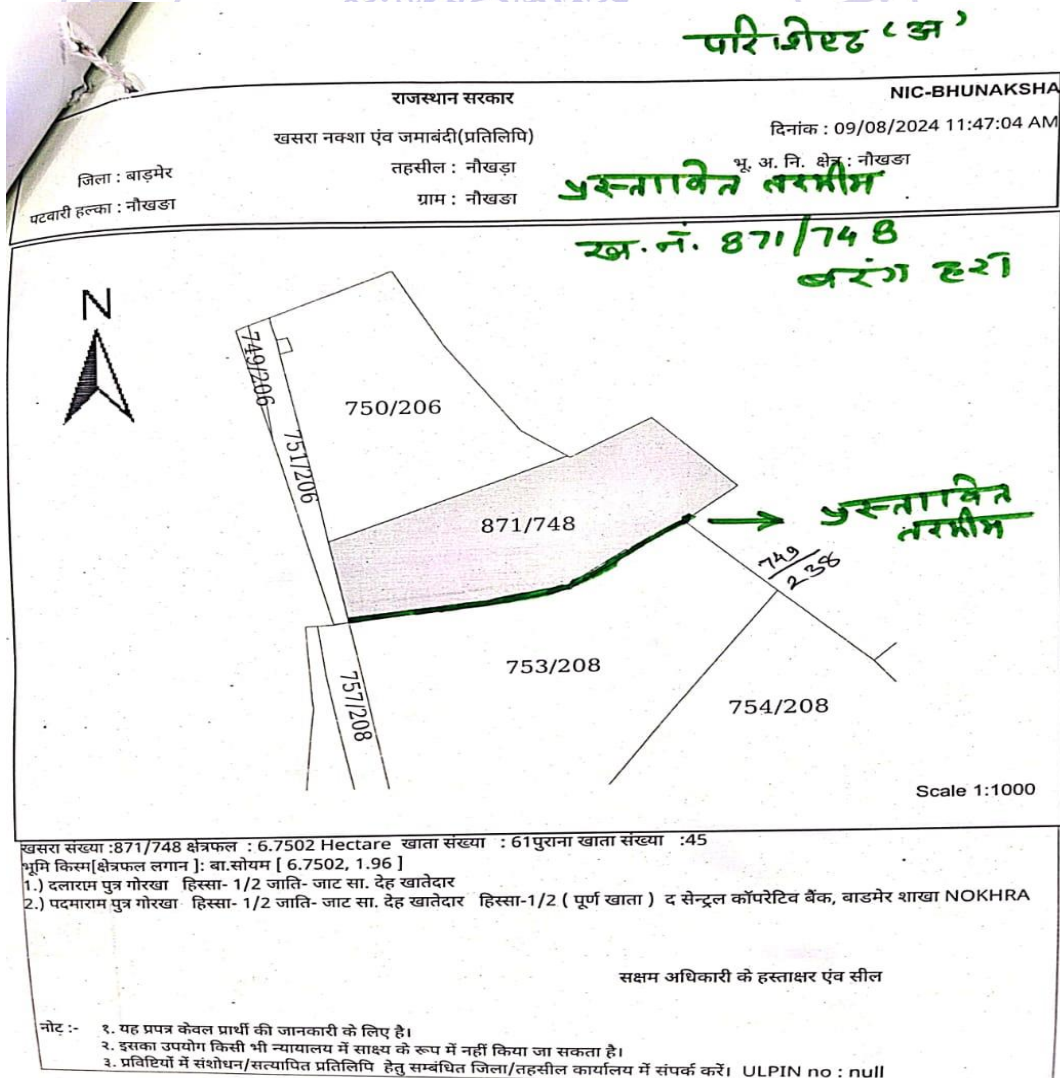 परिशिष्ट 'अ'
राजस्थान सरकार
NIC-BHUNAKSHA
खसरा नक्शा एंव जमाबंदी(प्रतिलिपि)
दिनांक : 09/08/2024 11:47:04 AM
जिला : बाड़मेर
तहसील : नौखड़ा
भू. अ. नि. क्षेत्र : नौखङा
पटवारी हल्का : नौखङा
ग्राम : नौखङा
प्रस्तावित तरमीम
ख. नं. 871/748
बरंग हरा
N
749/206
750/206
751/206
871/748
प्रस्तावित
तरमीम
749/238
753/208
757/208
754/208
Scale 1:1000
खसरा संख्या :871/748 क्षेत्रफल : 6.7502 Hectare खाता संख्या : 61पुराना खाता संख्या :45
भूमि किस्म[क्षेत्रफल लगान ]: बा.सोयम [ 6.7502, 1.96 ]
1.) दलाराम पुत्र गोरखा हिस्सा- 1/2 जाति- जाट सा. देह खातेदार
2.) पदमाराम पुत्र गोरखा हिस्सा- 1/2 जाति- जाट सा. देह खातेदार हिस्सा-1/2 ( पूर्ण खाता ) द सेन्ट्रल कॉपरेटिव बैंक, बाडमेर शाखा NOKHRA
सक्षम अधिकारी के हस्ताक्षर एंव सील
नोट :- १. यह प्रपत्र केवल प्रार्थी की जानकारी के लिए है।
२. इसका उपयोग किसी भी न्यायालय में साक्ष्य के रूप में नहीं किया जा सकता है।
३. प्रविष्टियों में संशोधन/सत्यापित प्रतिलिपि हेतु सम्बंधित जिला/तहसील कार्यालय में संपर्क करें। ULPIN no : null